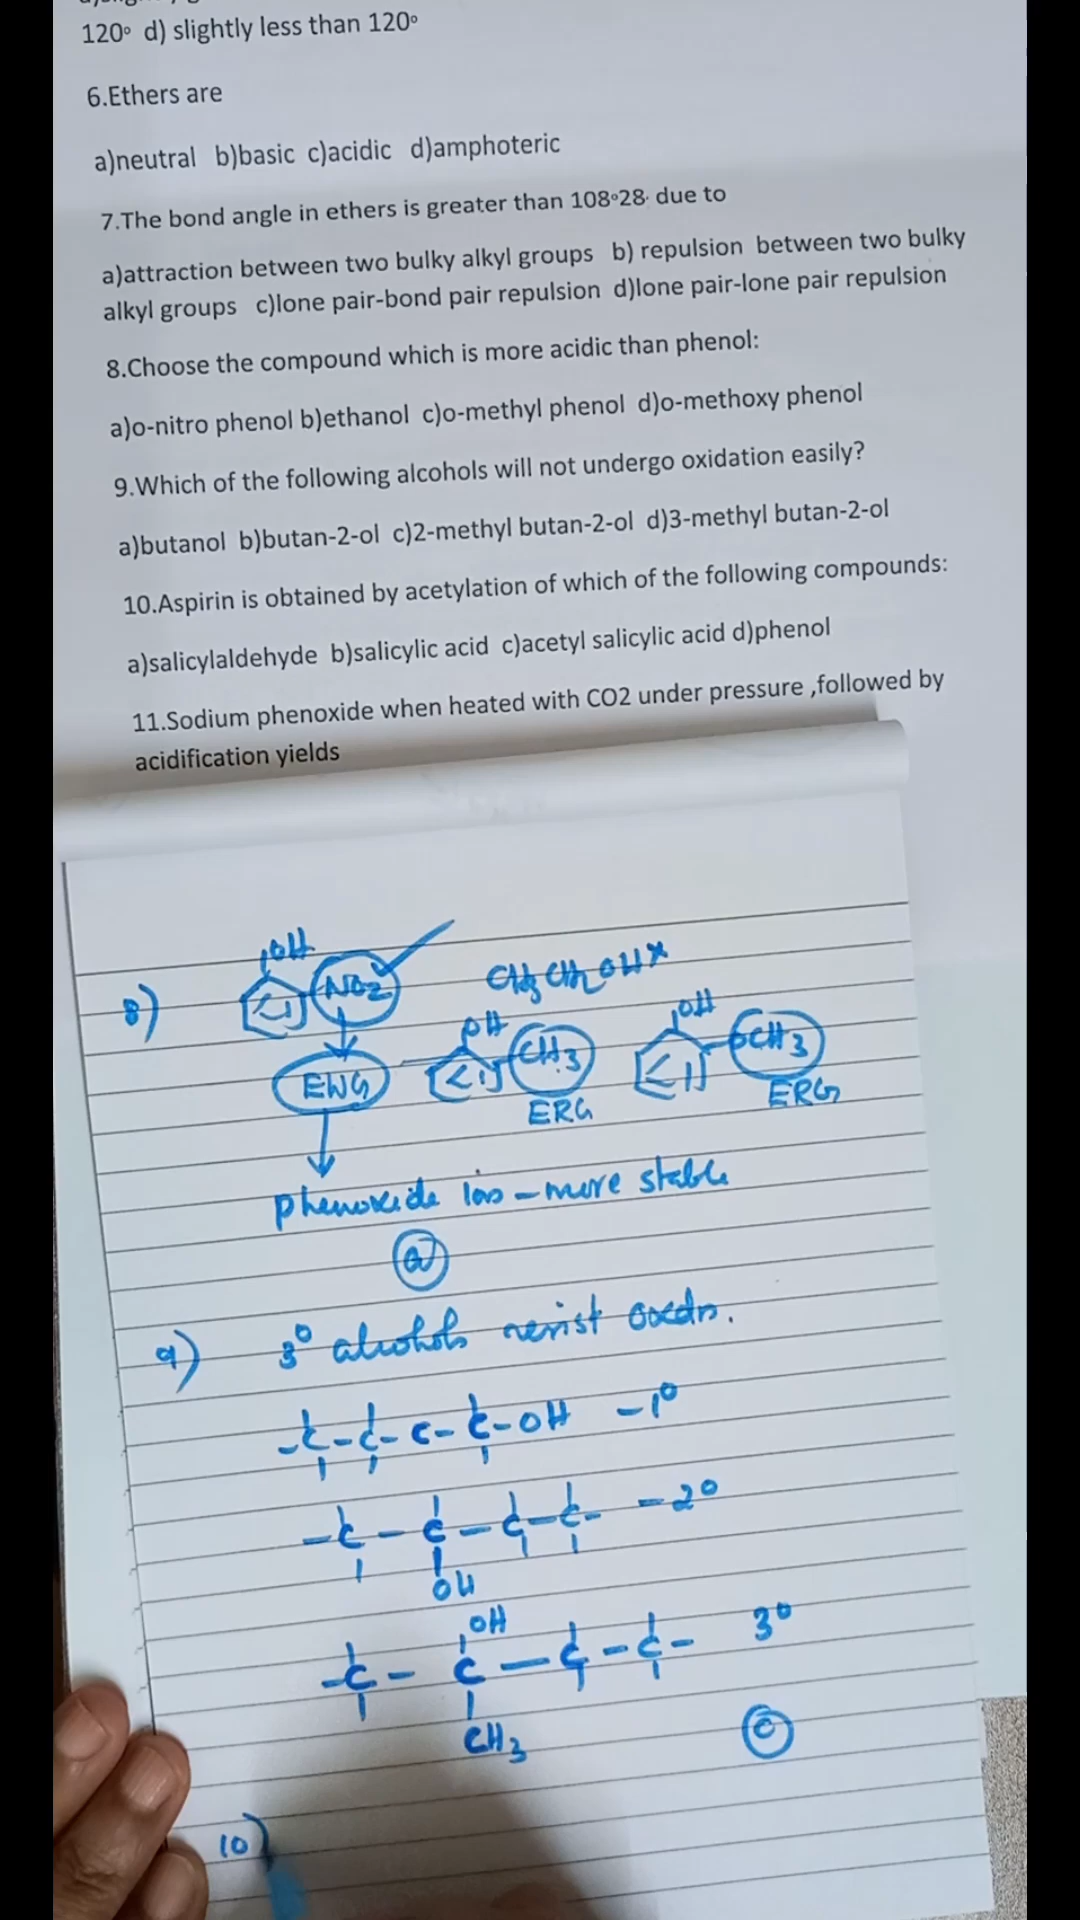 120° d) slightly less than 120°
6.Ethers are
a)neutral b)basic c)acidic d)amphoteric
7.The bond angle in ethers is greater than 108°28· due to
a)attraction between two bulky alkyl groups b) repulsion between two bulky
alkyl groups c)lone pair-bond pair repulsion d)lone pair-lone pair repulsion
8.Choose the compound which is more acidic than phenol:
a)o-nitro phenol b)ethanol c)o-methyl phenol d)o-methoxy phenol
9.Which of the following alcohols will not undergo oxidation easily?
a)butanol b)butan-2-ol c)2-methyl butan-2-ol d)3-methyl butan-2-ol
10.Aspirin is obtained by acetylation of which of the following compounds:
a)salicylaldehyde b)salicylic acid c)acetyl salicylic acid d)phenol
11.Sodium phenoxide when heated with CO2 under pressure ,followed by
acidification yields
8) OH NO2 CH3 CH2 OH x
OH CH3 OH OCH3
EWG ERG ERG
phenoxide ion - more stable
a
9) 3° alcohols resist oxdn.
-C-C-C-C-OH -1°
-C-C-C-C- -2°
OH
OH
-C-C-C-C- 3°
CH3 c
10)